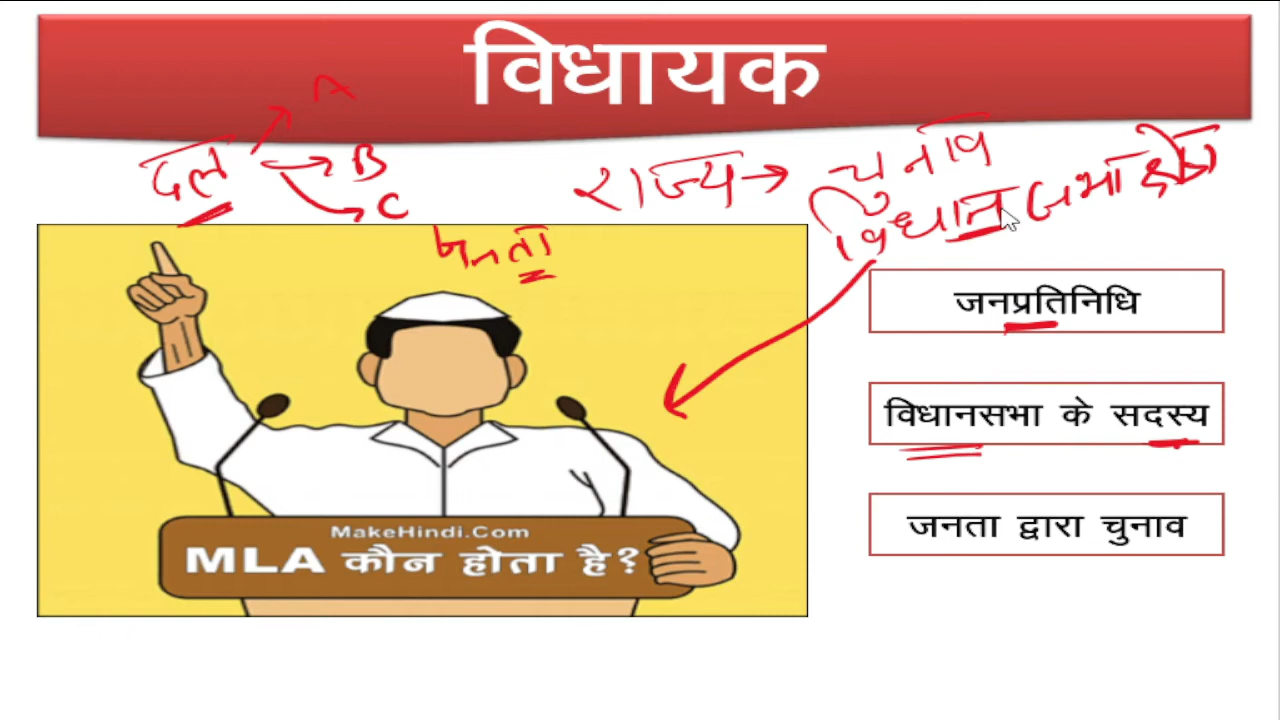 विधायक
A
दल
B
C
राज्य → चुनाव
विधानसभा क्षेत्र
जनता
जनप्रतिनिधि
विधानसभा के सदस्य
जनता द्वारा चुनाव
MakeHindi.Com
MLA कौन होता है?